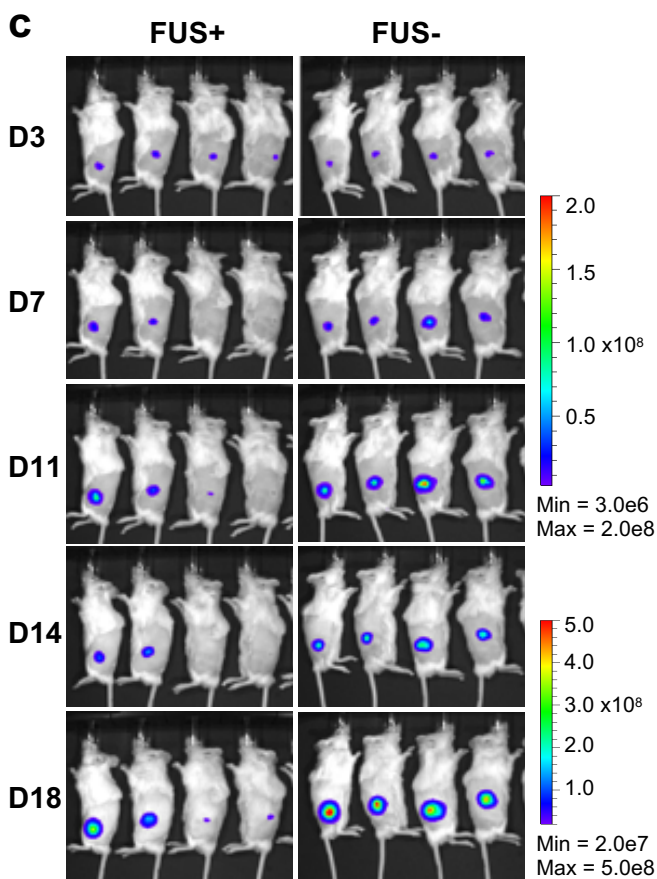 C
FUS+ FUS-
D3
D7
D11
D14
D18
2.0
1.5
1.0 x10⁸
0.5
Min = 3.0e6
Max = 2.0e8
5.0
4.0
3.0 x10⁸
2.0
1.0
Min = 2.0e7
Max = 5.0e8